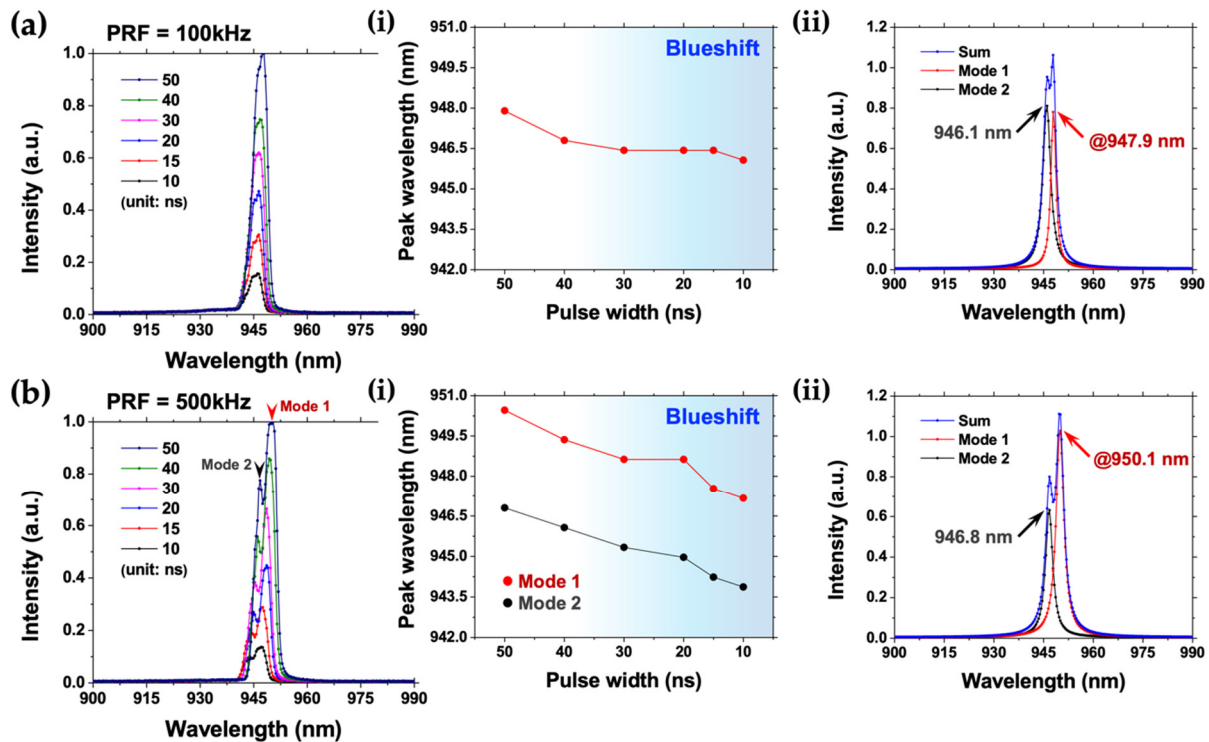 (a)
PRF = 100kHz
Intensity (a.u.)
1.0
0.8
0.6
0.4
0.2
0.0
50
40
30
20
15
10
(unit: ns)
900 915 930 945 960 975 990
Wavelength (nm)
(i)
Peak wavelength (nm)
951.0
949.5
948.0
946.5
945.0
943.5
942.0
Blueshift
50 40 30 20 10
Pulse width (ns)
(ii)
Intensity (a.u.)
1.2
1.0
0.8
0.6
0.4
0.2
0.0
Sum
Mode 1
Mode 2
946.1 nm
@947.9 nm
900 915 930 945 960 975 990
Wavelength (nm)
(b)
PRF = 500kHz
Mode 1
Mode 2
Intensity (a.u.)
1.0
0.8
0.6
0.4
0.2
0.0
50
40
30
20
15
10
(unit: ns)
900 915 930 945 960 975 990
Wavelength (nm)
(i)
Peak wavelength (nm)
951.0
949.5
948.0
946.5
945.0
943.5
942.0
Blueshift
Mode 1
Mode 2
50 40 30 20 10
Pulse width (ns)
(ii)
Intensity (a.u.)
1.2
1.0
0.8
0.6
0.4
0.2
0.0
Sum
Mode 1
Mode 2
@950.1 nm
946.8 nm
900 915 930 945 960 975 990
Wavelength (nm)